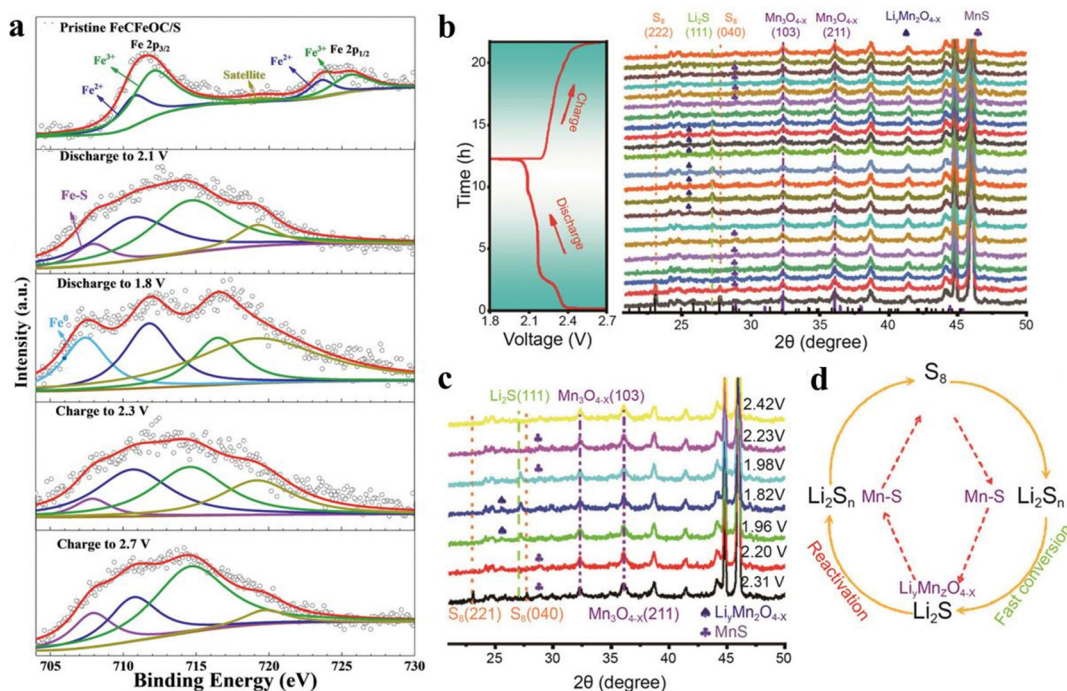 a
Pristine FeCFeOC/S
Fe 2p3/2
Fe3+
Fe2+
Satellite
Fe2+
Fe3+ Fe 2p1/2
Discharge to 2.1 V
Fe-S
Discharge to 1.8 V
Fe0
Charge to 2.3 V
Charge to 2.7 V
Intensity (a.u.)
705 710 715 720 725 730
Binding Energy (eV)
b
20
15
10
5
0
Time (h)
Charge
Discharge
1.8 2.1 2.4 2.7
Voltage (V)
S8 Li2S S8 Mn3O4-x Mn3O4-x LiyMn2O4-x MnS
(222) (111) (040) (103) (211) ♠ ♣
25 30 35 40 45 50
2θ (degree)
c
Li2S(111) Mn3O4-x(103)
2.42V
2.23V
1.98V
1.82V
1.96 V
2.20 V
2.31V
S8(221) S8(040) Mn3O4-x(211) ♠ LiyMn2O4-x
♣ MnS
25 30 35 40 45 50
2θ (degree)
d
S8
Li2Sn Mn-S Mn-S Li2Sn
LiyMnzO4-x
Li2S
Reactivation
Fast conversion